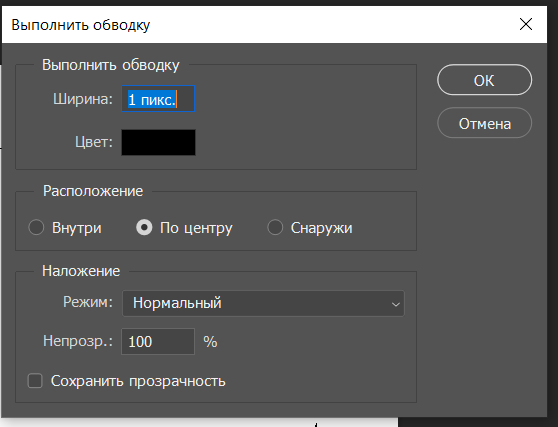 Выполнить обводку
Выполнить обводку
Ширина: 1 пикс.
Цвет:
ОК
Отмена
Расположение
Внутри По центру Снаружи
Наложение
Режим: Нормальный
Непрозр.: 100 %
Сохранить прозрачность